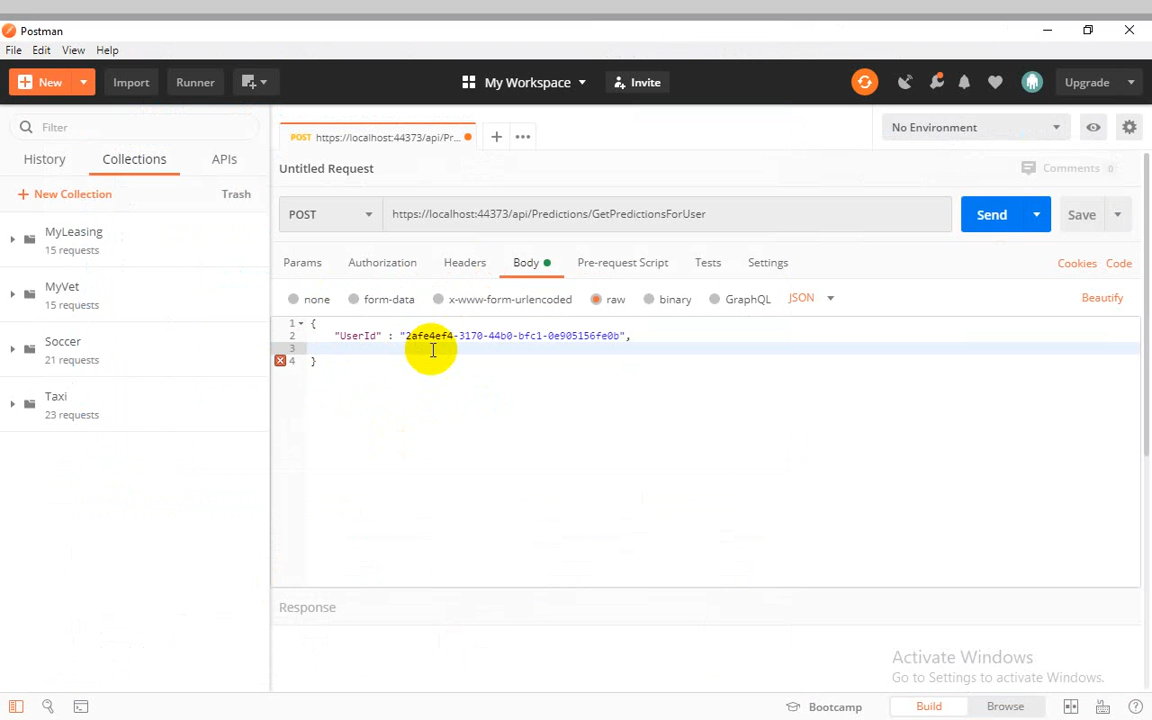 Postman
File Edit View Help
New Import Runner My Workspace Invite Upgrade
Filter
History Collections APIs
New Collection Trash
MyLeasing
15 requests
MyVet
15 requests
Soccer
21 requests
Taxi
23 requests
POST https://localhost:44373/api/Pr... No Environment
Untitled Request Comments 0
POST https://localhost:44373/api/Predictions/GetPredictionsForUser Send Save
Params Authorization Headers Body Pre-request Script Tests Settings Cookies Code
none form-data x-www-form-urlencoded raw binary GraphQL JSON Beautify
1 {
2 "UserId" : "2afe4ef4-3170-44b0-bfc1-0e905156fe0b",
3
4 }
Response
Activate Windows
Go to Settings to activate Windows.
Bootcamp Build Browse